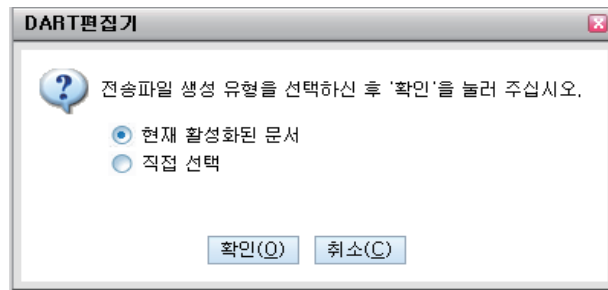 DART편집기
전송파일 생성 유형을 선택하신 후 '확인'을 눌러 주십시오.
현재 활성화된 문서
직접 선택
확인(O) 취소(C)